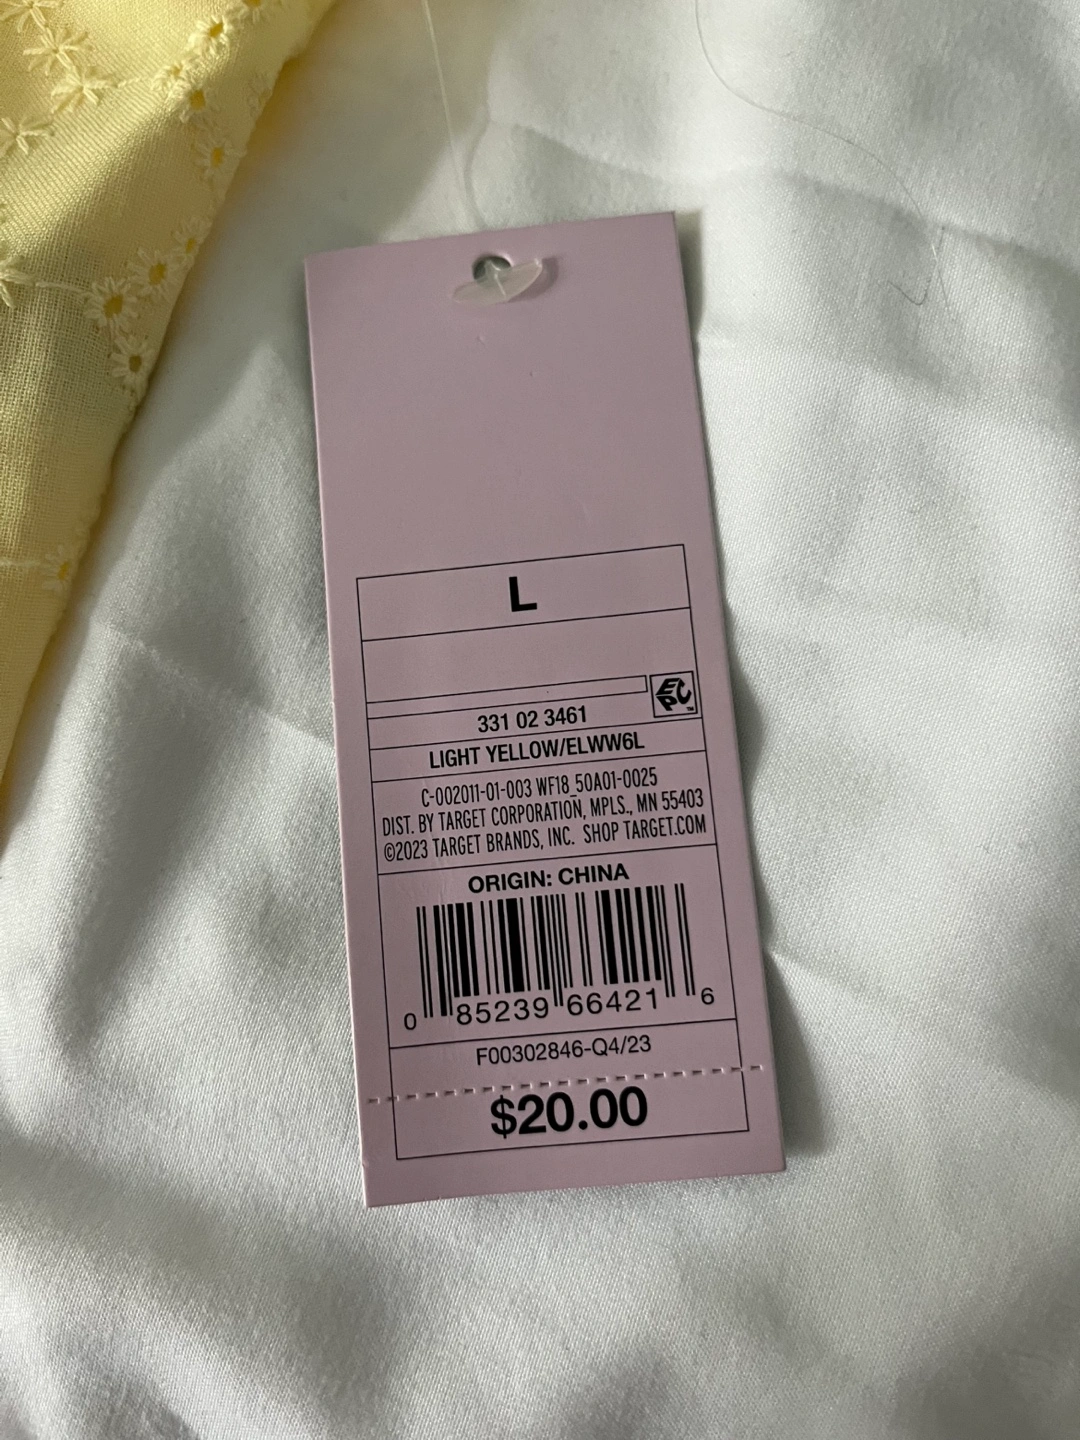 L
EPC™
331 02 3461
LIGHT YELLOW/ELWW6L
C-002011-01-003 WF18_50A01-0025
DIST. BY TARGET CORPORATION, MPLS., MN 55403
©2023 TARGET BRANDS, INC. SHOP TARGET.COM
ORIGIN: CHINA
0 85239 66421 6
F00302846-Q4/23
$20.00